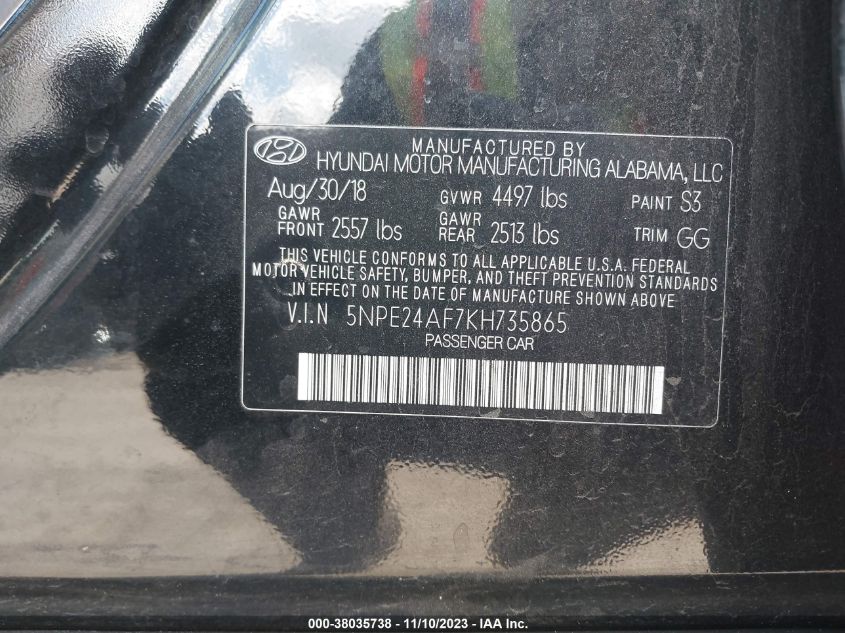 MANUFACTURED BY
HYUNDAI MOTOR MANUFACTURING ALABAMA, LLC
Aug/30/18 GVWR 4497 lbs PAINT S3
GAWR FRONT 2557 lbs GAWR REAR 2513 lbs TRIM GG
THIS VEHICLE CONFORMS TO ALL APPLICABLE U.S.A. FEDERAL
MOTOR VEHICLE SAFETY, BUMPER, AND THEFT PREVENTION STANDARDS
IN EFFECT ON THE DATE OF MANUFACTURE SHOWN ABOVE
V.I.N 5NPE24AF7KH735865
PASSENGER CAR
000-38035738 - 11/10/2023 - IAA Inc.